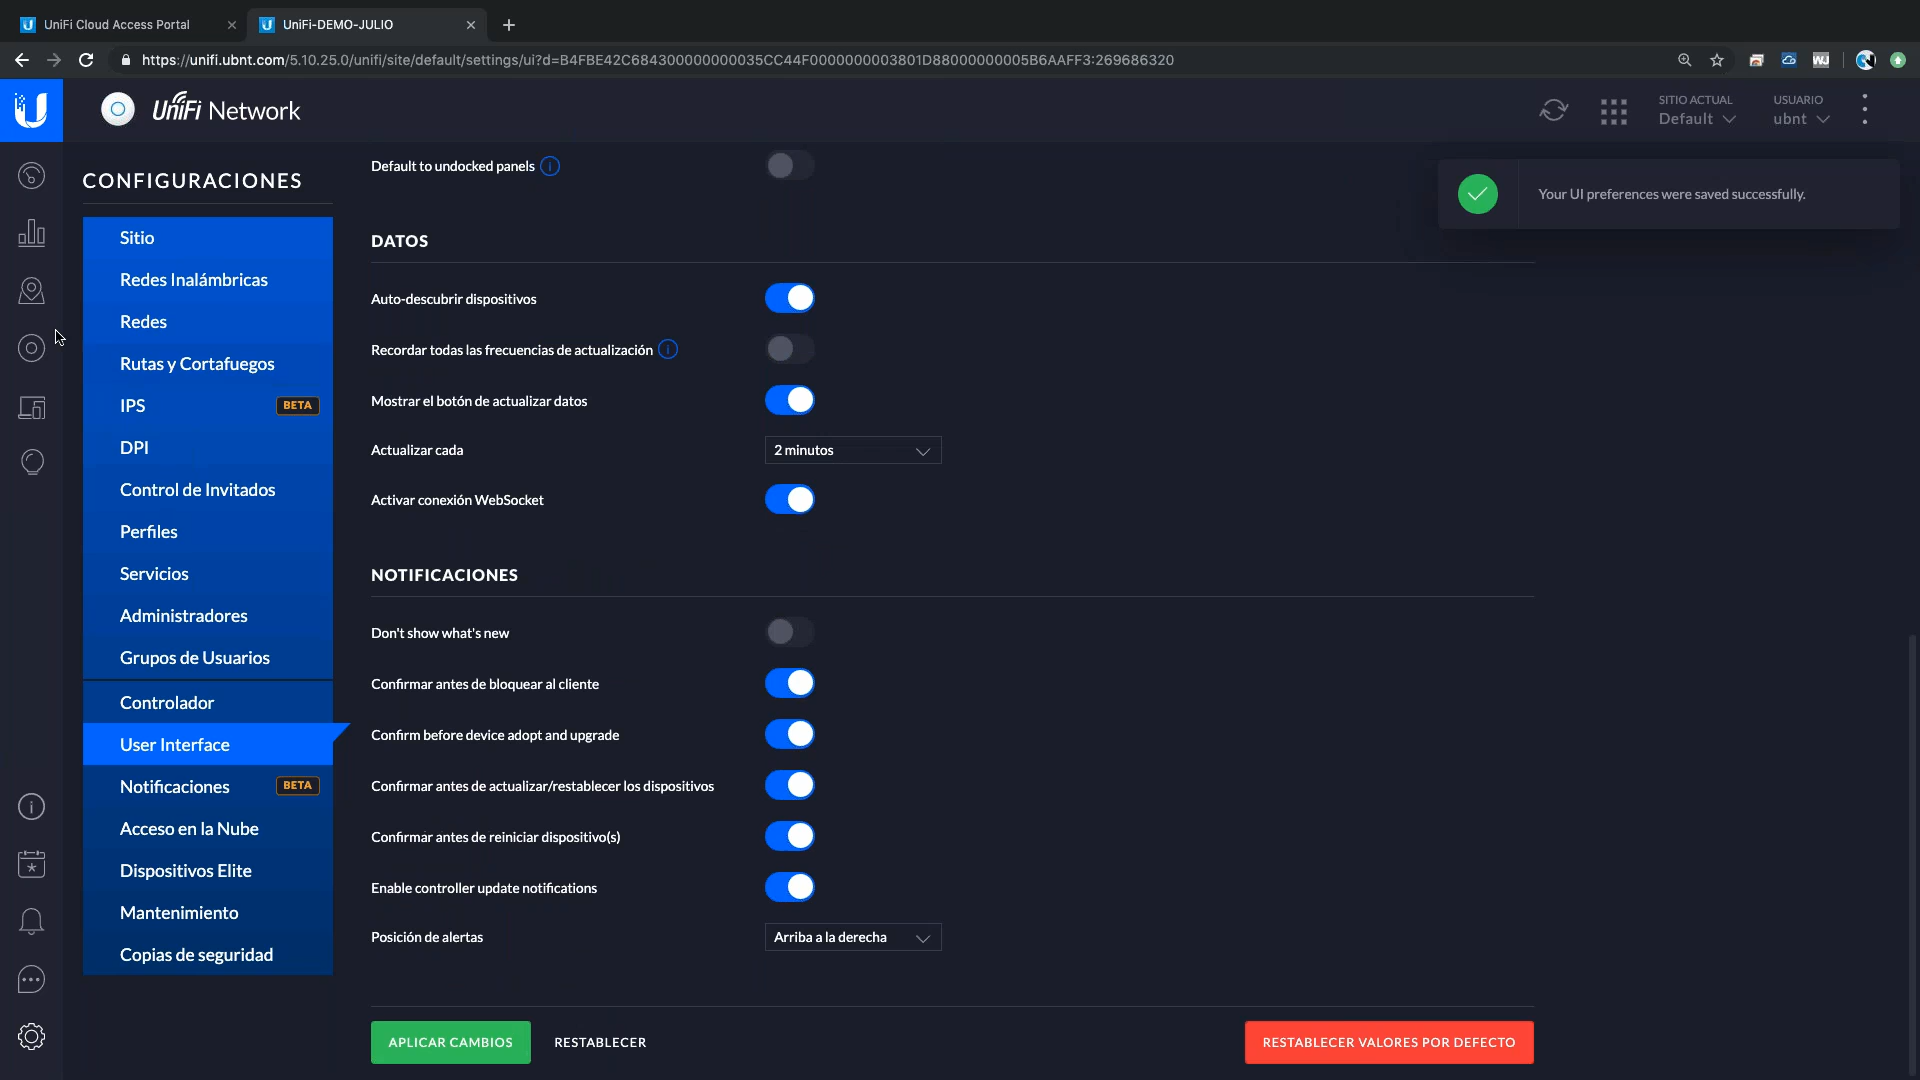 UniFi Cloud Access Portal
UniFi-DEMO-JULIO
https://unifi.ubnt.com/5.10.25.0/unifi/site/default/settings/ui?d=B4FBE42C684300000000035CC44F0000000003801D88000000005B6AAFF3:269686320
UniFi Network
SITIO ACTUAL
Default
USUARIO
ubnt
CONFIGURACIONES
Sitio
Redes Inalámbricas
Redes
Rutas y Cortafuegos
IPS BETA
DPI
Control de Invitados
Perfiles
Servicios
Administradores
Grupos de Usuarios
Controlador
User Interface
Notificaciones BETA
Acceso en la Nube
Dispositivos Elite
Mantenimiento
Copias de seguridad
Default to undocked panels
Your UI preferences were saved successfully.
DATOS
Auto-descubrir dispositivos
Recordar todas las frecuencias de actualización
Mostrar el botón de actualizar datos
Actualizar cada 2 minutos
Activar conexión WebSocket
NOTIFICACIONES
Don't show what's new
Confirmar antes de bloquear al cliente
Confirm before device adopt and upgrade
Confirmar antes de actualizar/restablecer los dispositivos
Confirmar antes de reiniciar dispositivo(s)
Enable controller update notifications
Posición de alertas Arriba a la derecha
APLICAR CAMBIOS RESTABLECER RESTABLECER VALORES POR DEFECTO